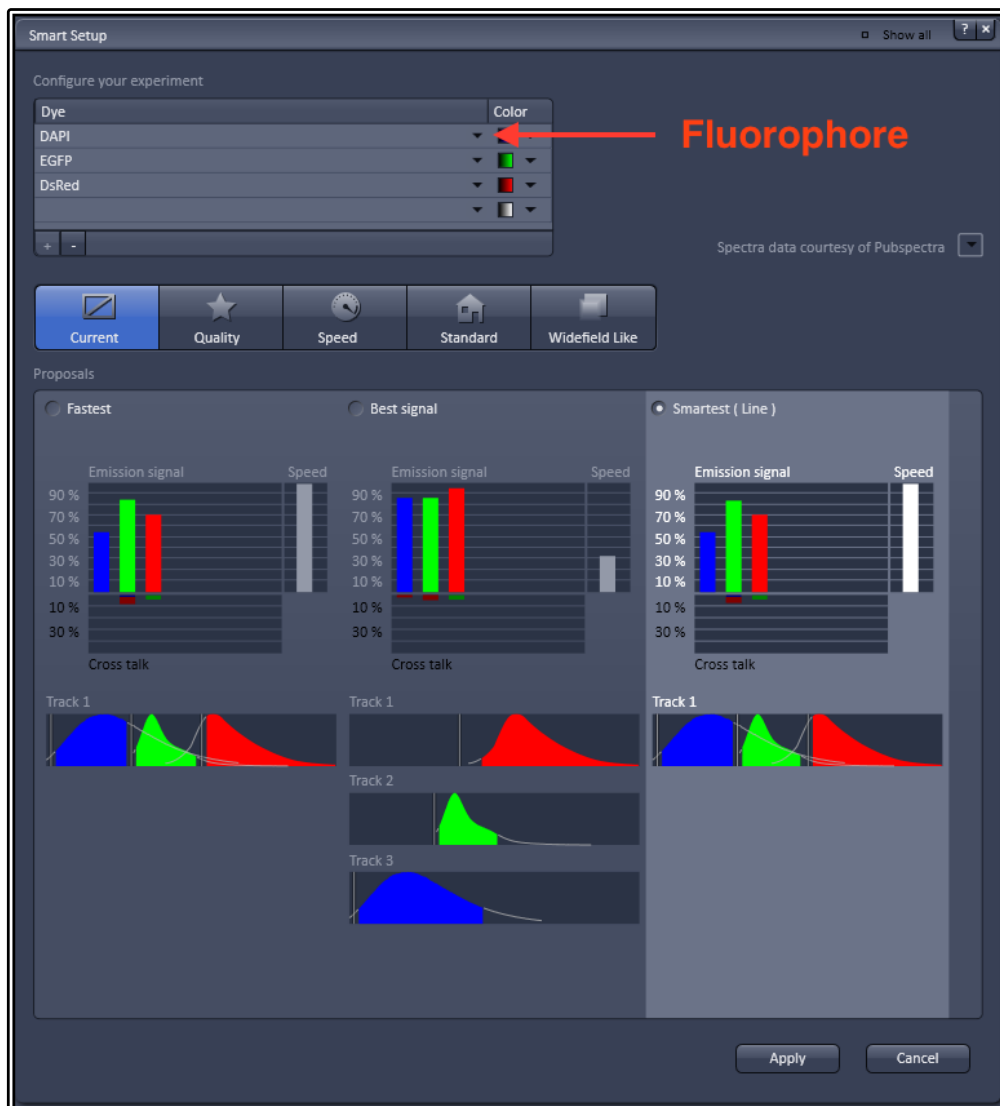 Smart Setup
Show all
? ×
Configure your experiment
Dye Color
DAPI
EGFP
DsRed
Fluorophore
+ -
Spectra data courtesy of Pubspectra
Current Quality Speed Standard Widefield Like
Proposals
Fastest Best signal Smartest ( Line )
Emission signal Speed Emission signal Speed Emission signal Speed
90 % 90 % 90 %
70 % 70 % 70 %
50 % 50 % 50 %
30 % 30 % 30 %
10 % 10 % 10 %
10 % 10 % 10 %
30 % 30 % 30 %
Cross talk Cross talk Cross talk
Track 1 Track 1 Track 1
Track 2
Track 3
Apply Cancel